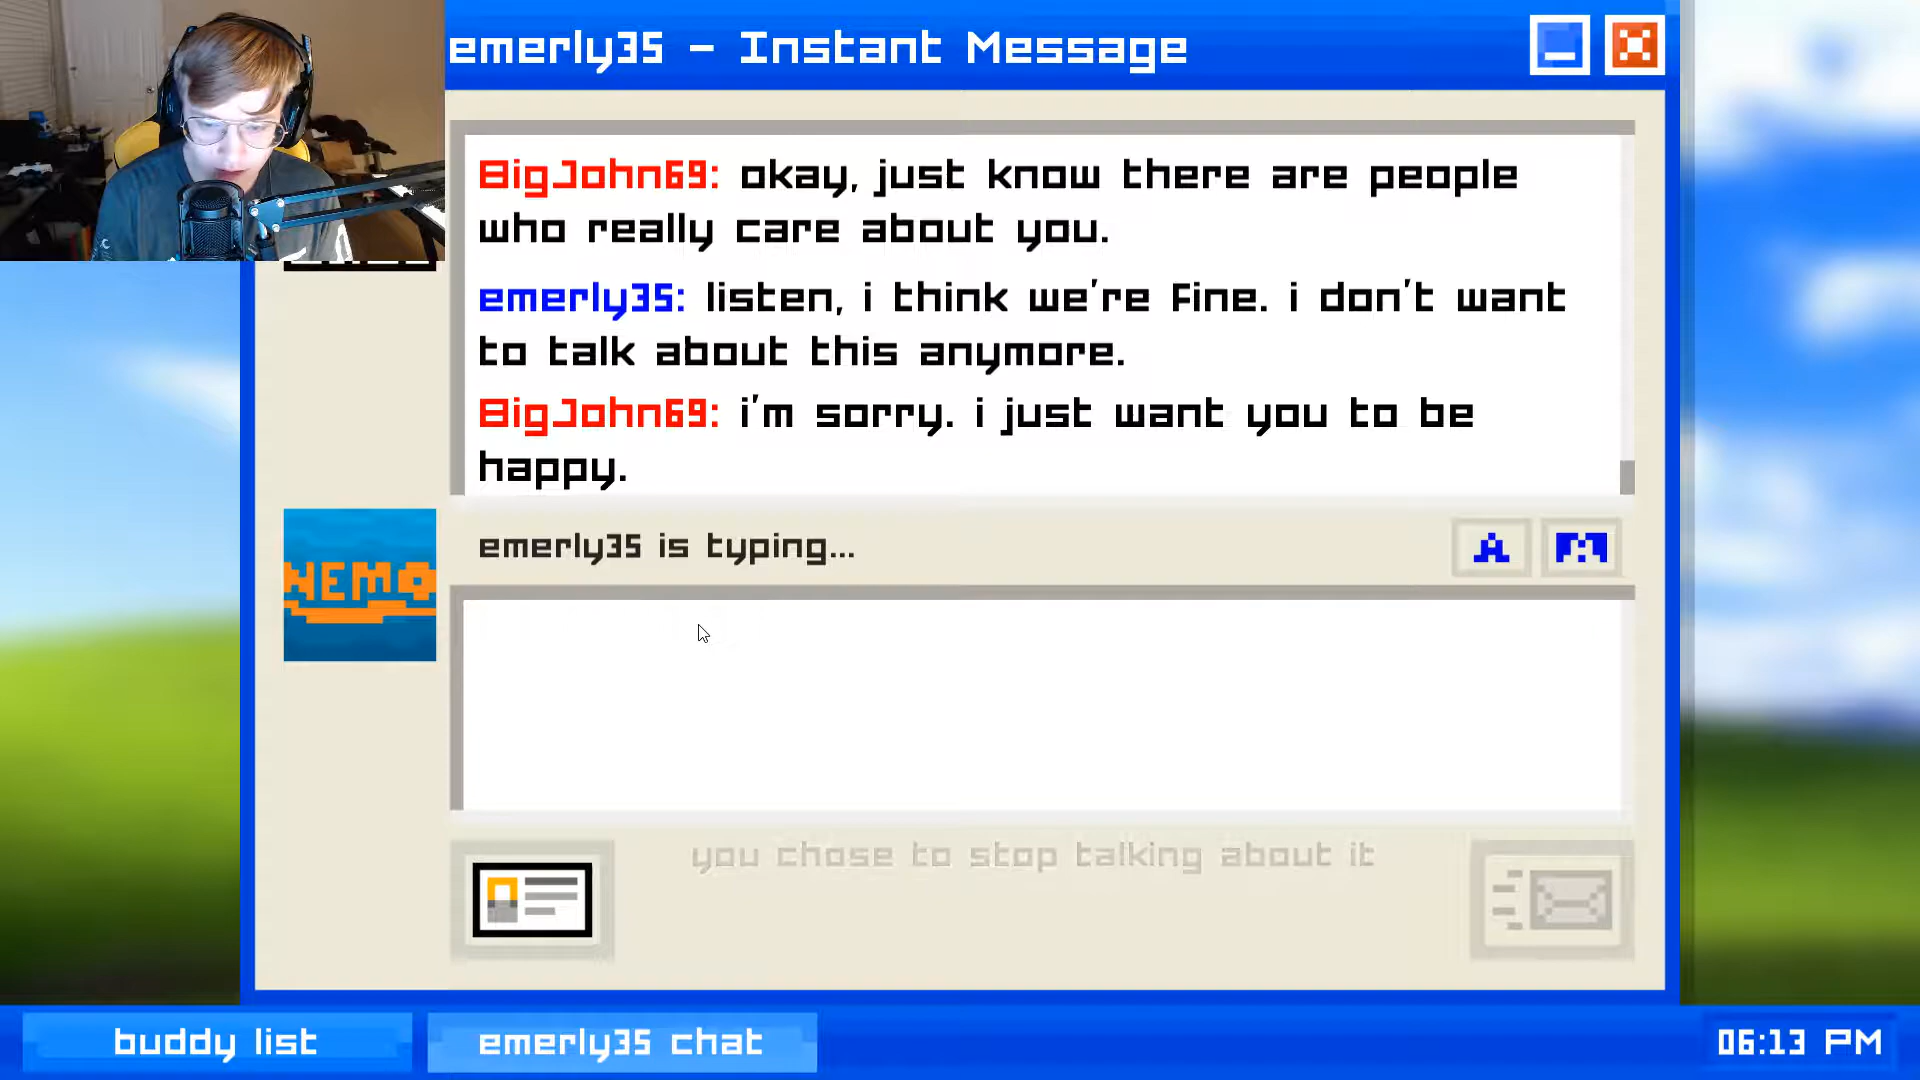 emerly35 - Instant Message
BigJohn69: okay, just know there are people
who really care about you.
emerly35: listen, i think we're fine. i don't want
to talk about this anymore.
BigJohn69: i'm sorry. i just want you to be
happy.
emerly35 is typing...
A
NEMO
you chose to stop talking about it
buddy list
emerly35 chat
06:13 PM